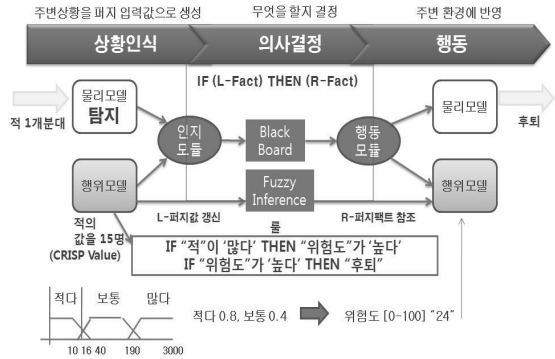 주변상황을 퍼지 입력값으로 생성
무엇을 할지 결정
주변 환경에 반영
상황인식
의사결정
행동
IF (L-Fact) THEN (R-Fact)
물리모델
탐지
적 1개분대
인지
모듈
Black
Board
행동
모듈
물리모델
후퇴
행위모델
Fuzzy
Inference
행위모델
적의
값을 15명
(CRISP Value)
L-퍼지값 갱신
R-퍼지팩트 참조
룰
IF “적”이 ‘많다’ THEN “위험도”가 ‘높다’
IF “위험도”가 ‘높다’ THEN “후퇴”
적다 보통 많다
10 16 40 190 3000
적다 0.8, 보통 0.4
위험도 [0-100] “24”